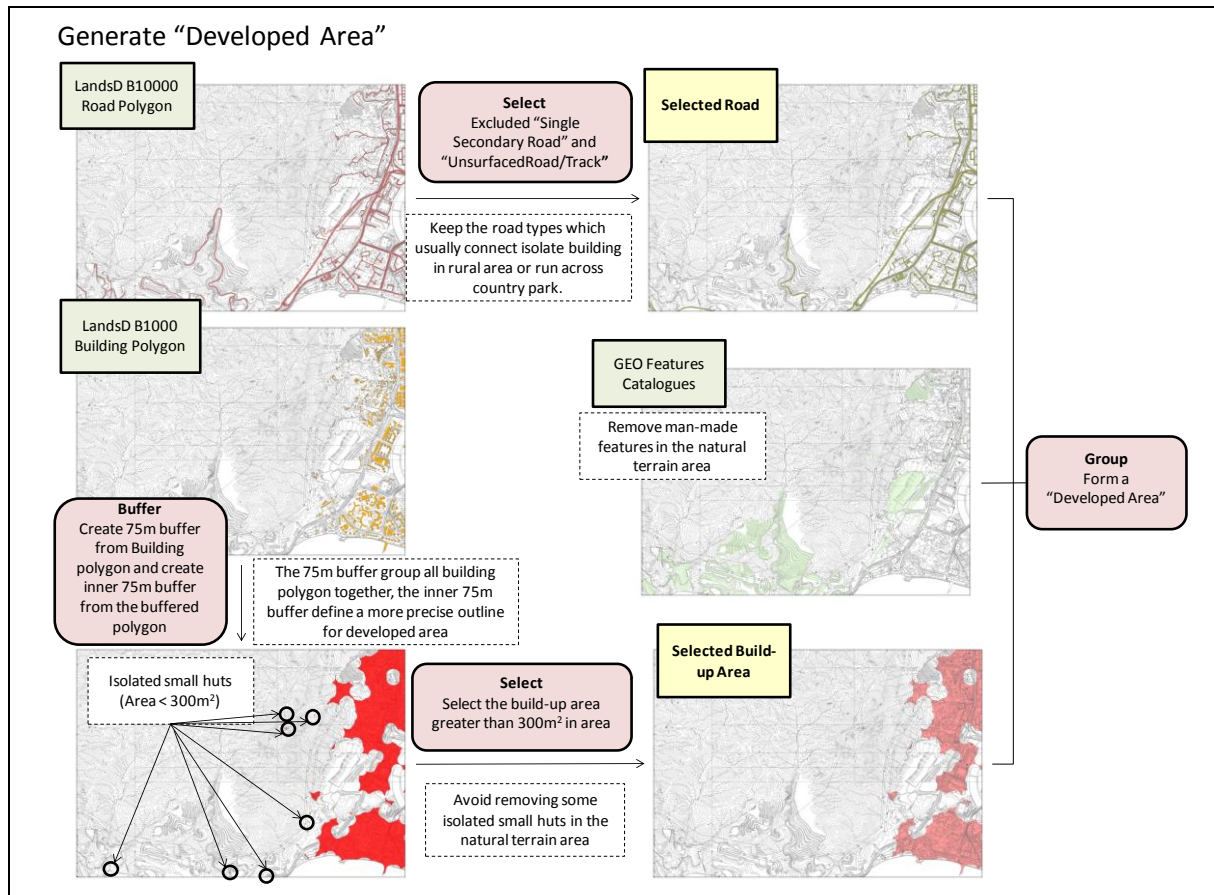 Generate “Developed Area”
LandsD B10000
Road Polygon
Select
Excluded “Single
Secondary Road” and
“UnsurfacedRoad/Track”
Keep the road types which
usually connect isolate building
in rural area or run across
country park.
Selected Road
LandsD B1000
Building Polygon
GEO Features
Catalogues
Remove man-made
features in the natural
terrain area
Group
Form a
“Developed Area”
Buffer
Create 75m buffer
from Building
polygon and create
inner 75m buffer
from the buffered
polygon
The 75m buffer group all building
polygon together, the inner 75m
buffer define a more precise outline
for developed area
Isolated small huts
(Area < 300m²)
Select
Select the build-up area
greater than 300m² in area
Avoid removing some
isolated small huts in the
natural terrain area
Selected Build-
up Area